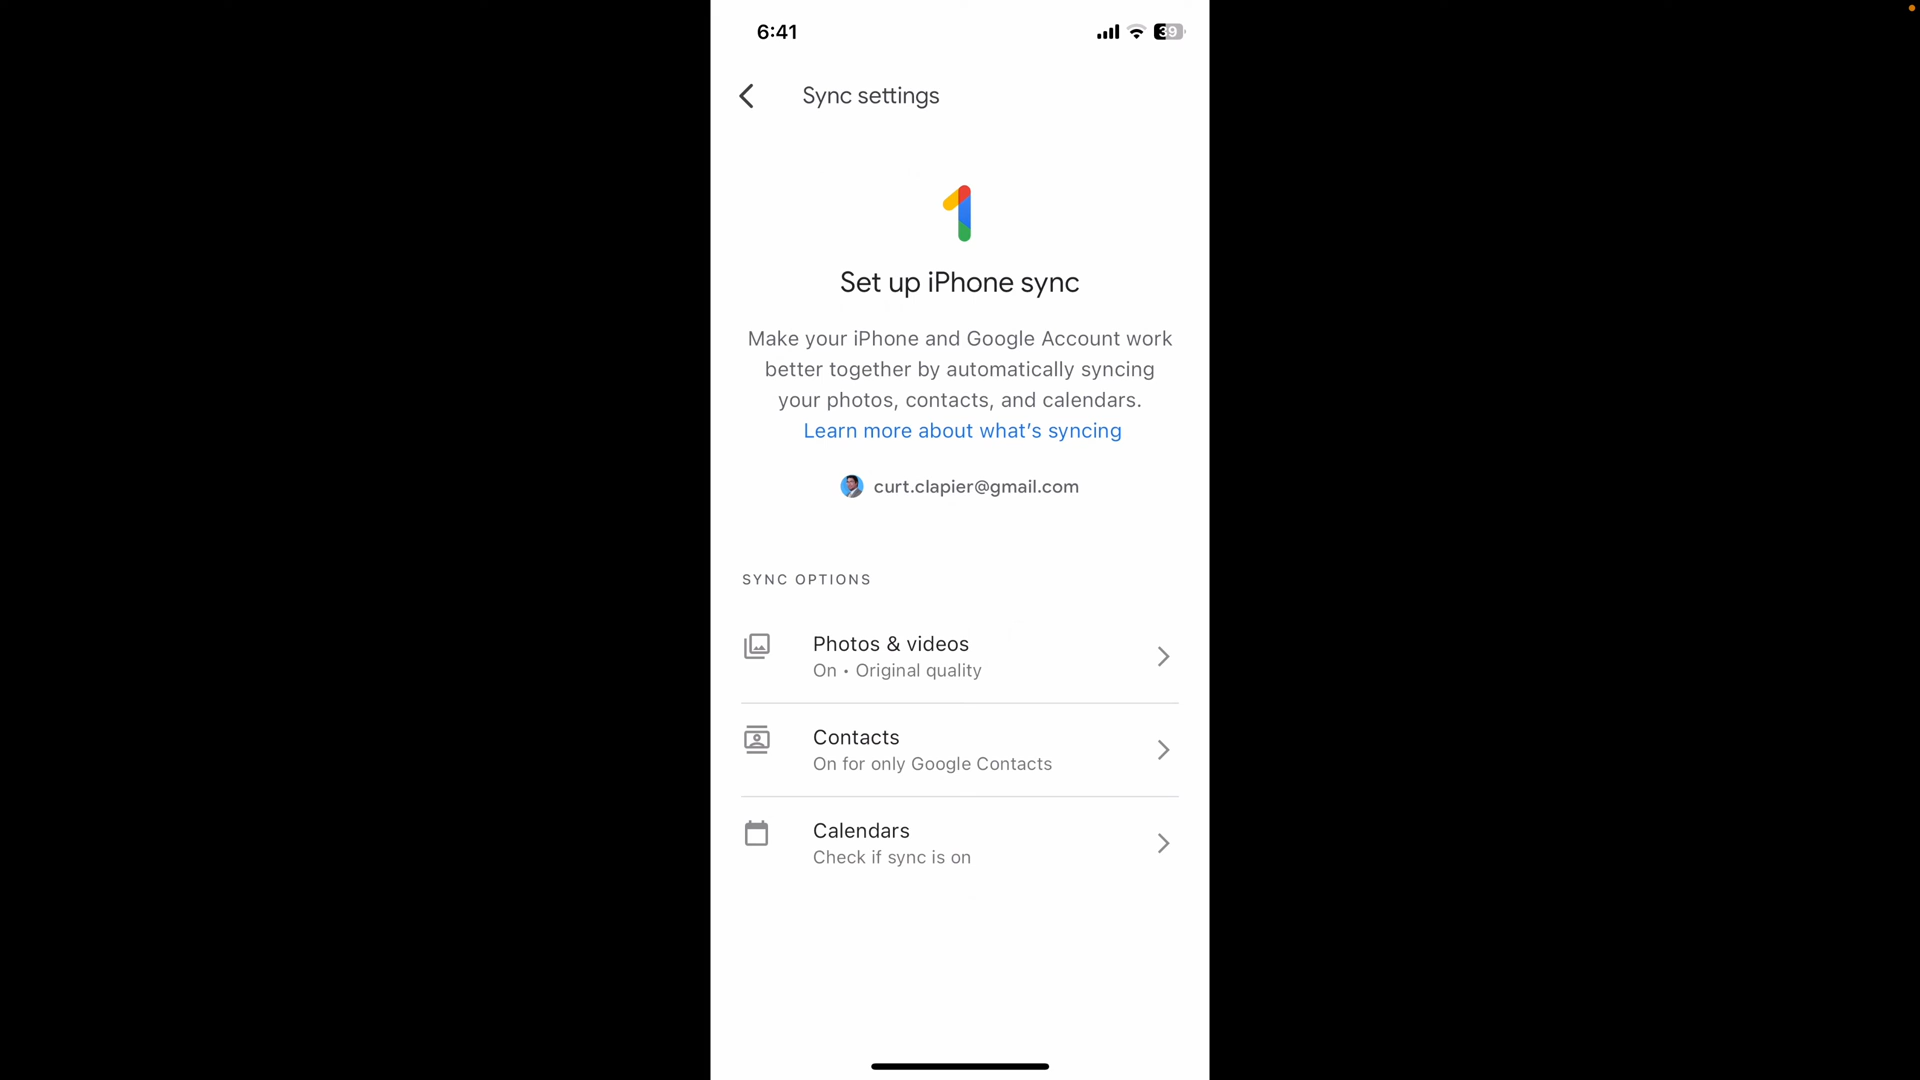 6:41
39
Sync settings
Set up iPhone sync
Make your iPhone and Google Account work
better together by automatically syncing
your photos, contacts, and calendars.
Learn more about what’s syncing
curt.clapier@gmail.com
SYNC OPTIONS
Photos & videos
On • Original quality
Contacts
On for only Google Contacts
Calendars
Check if sync is on